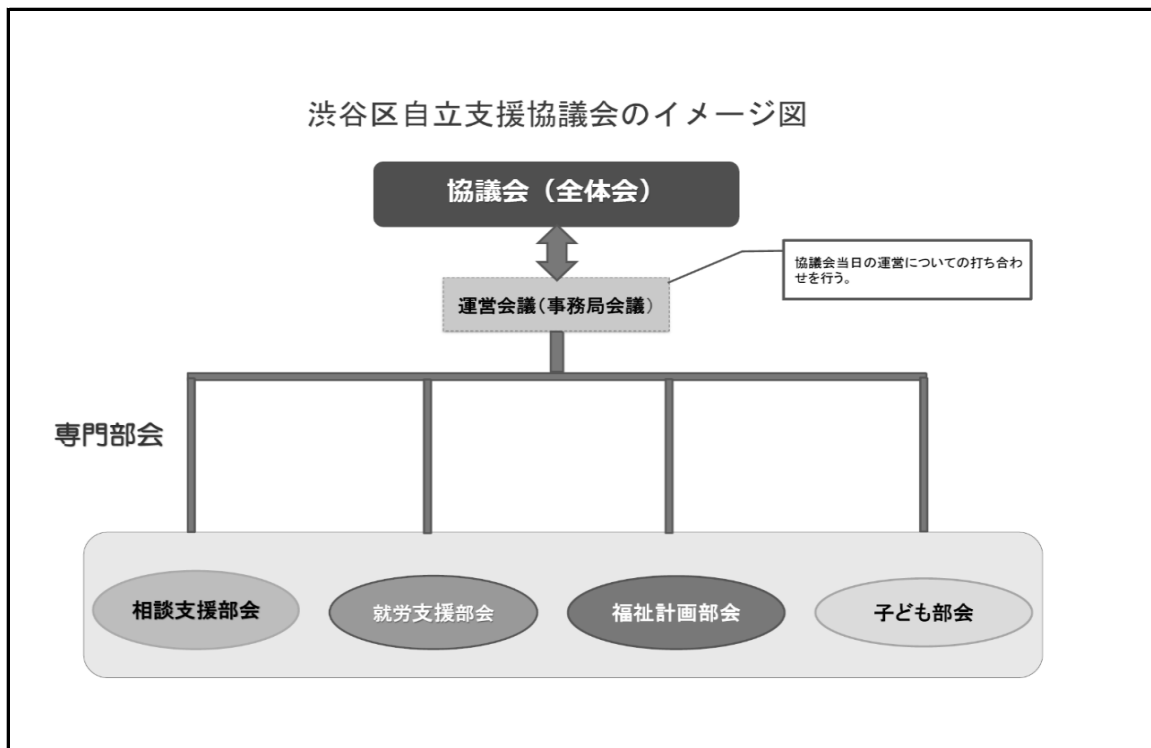 渋谷区自立支援協議会のイメージ図
協議会（全体会）
協議会当日の運営についての打ち合わ
せを行う。
運営会議(事務局会議)
専門部会
相談支援部会
就労支援部会
福祉計画部会
子ども部会